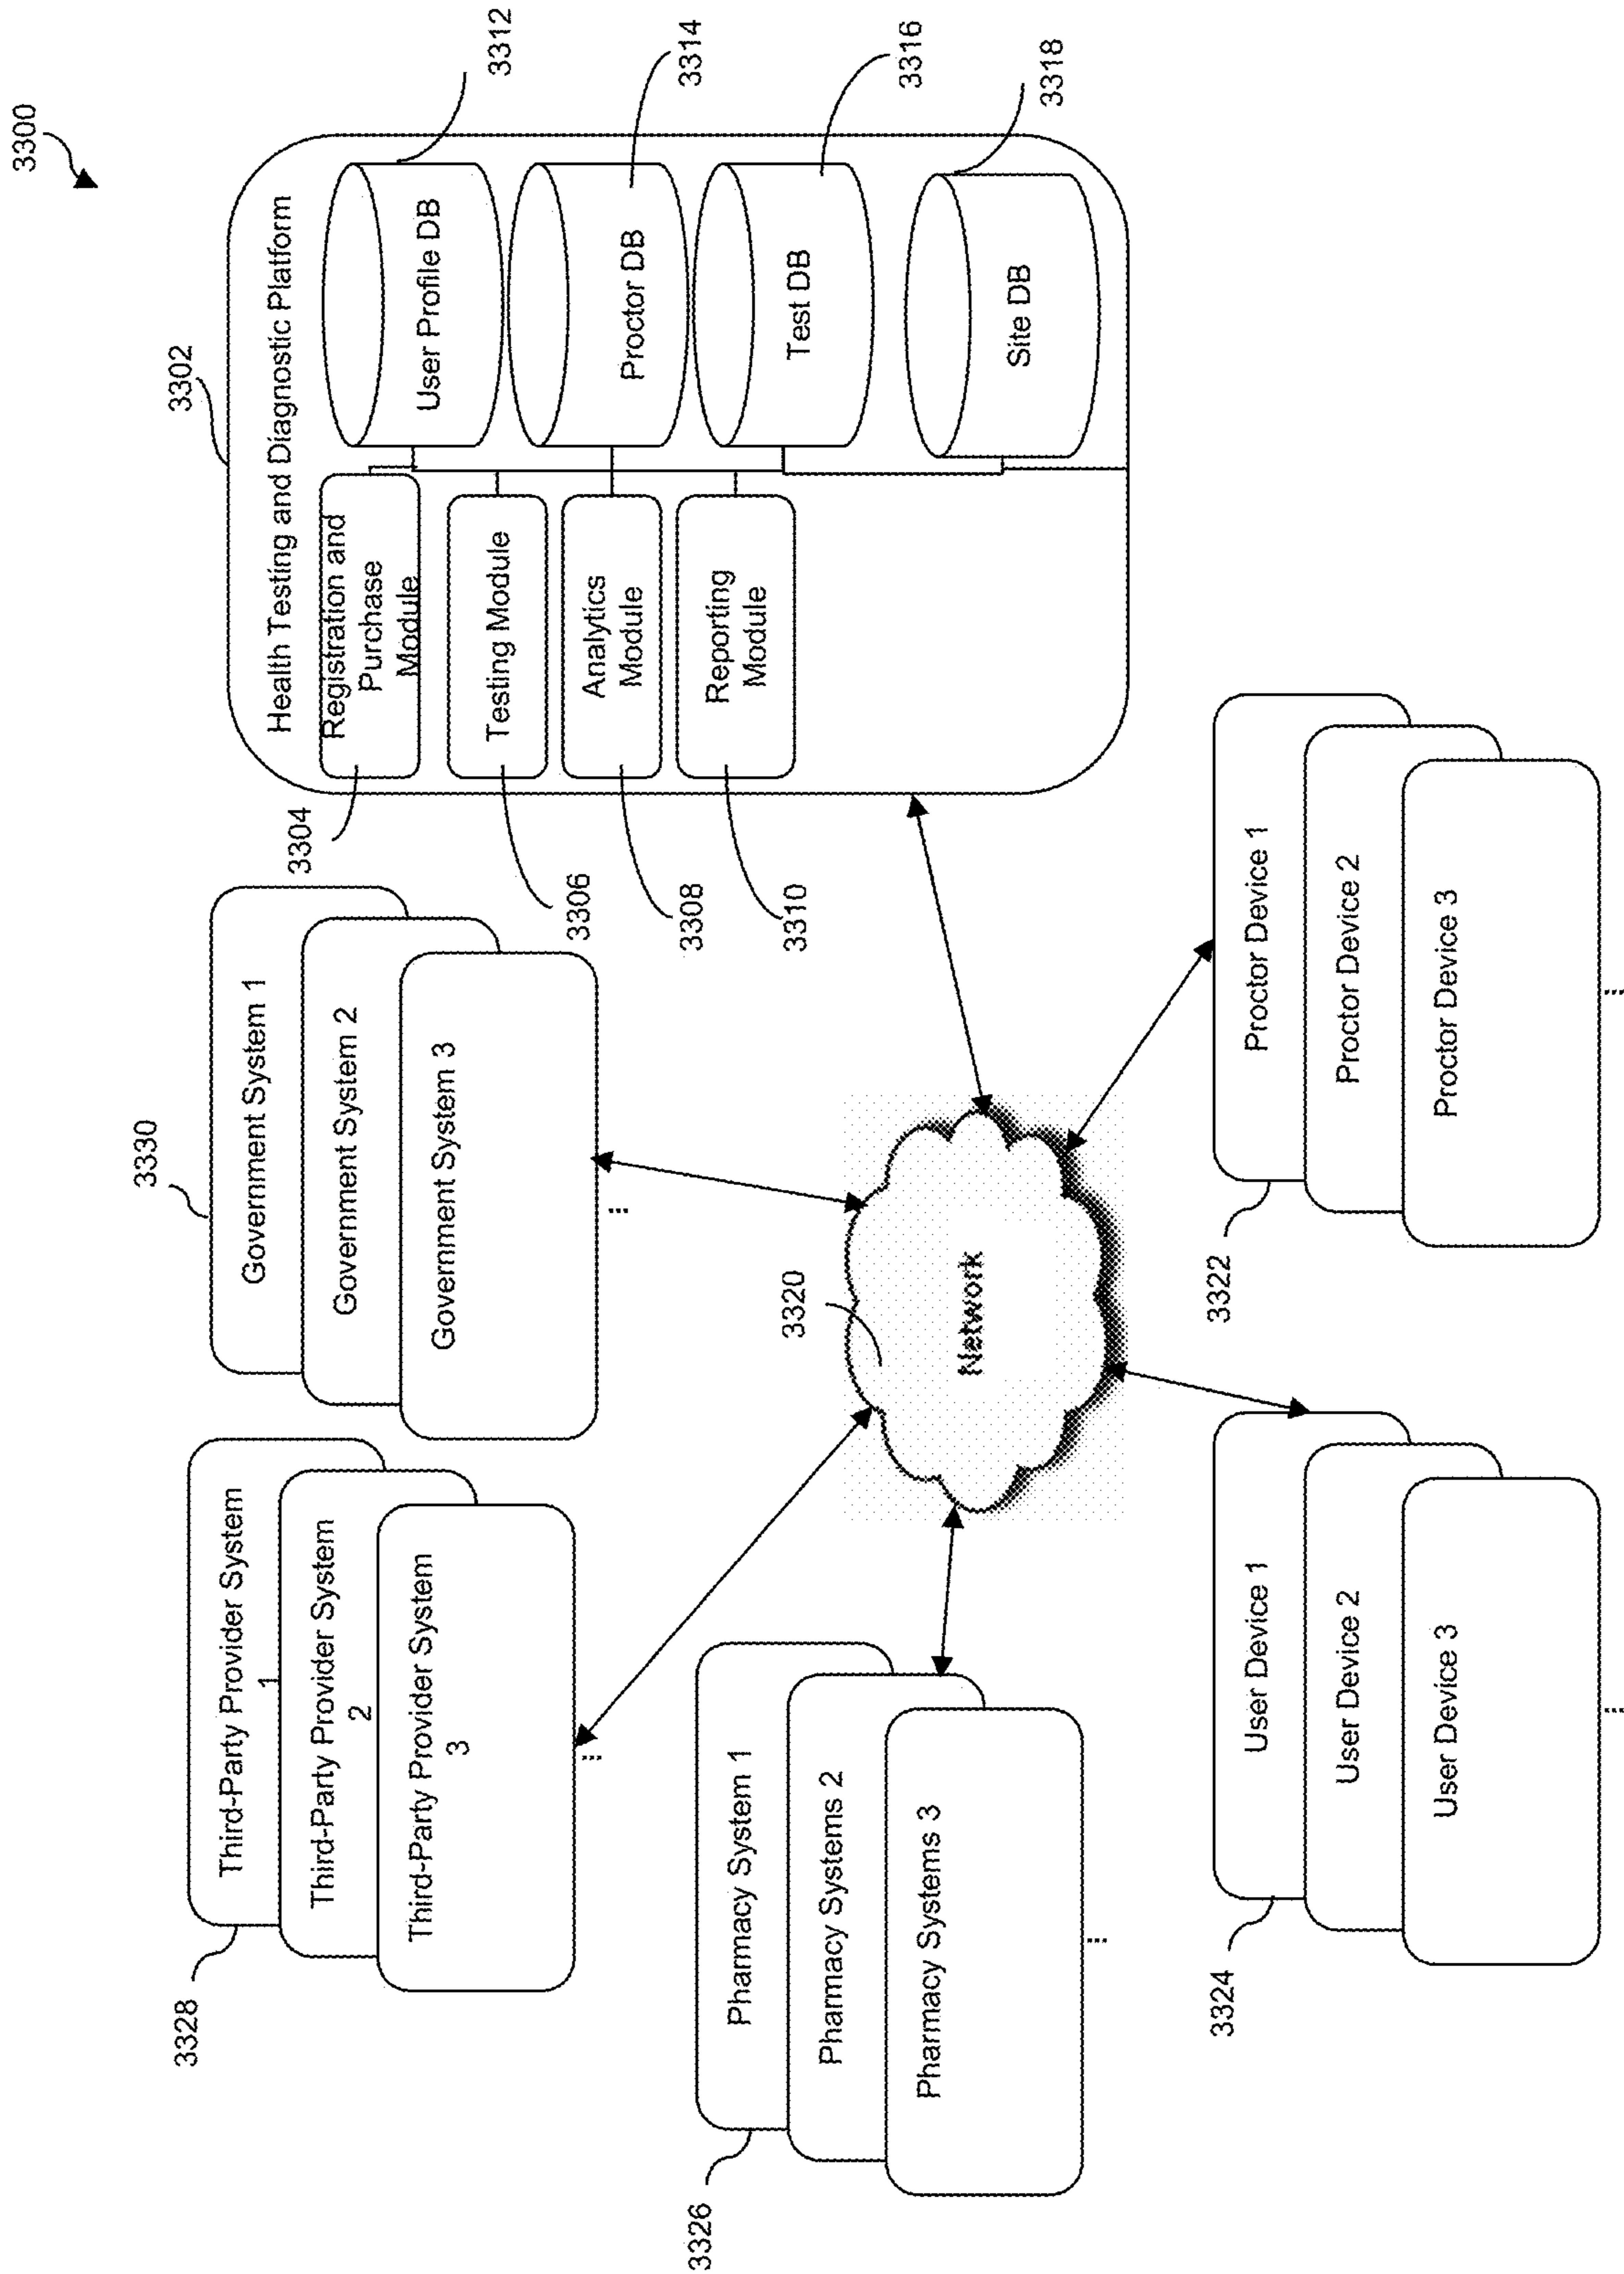 3300
3328
Third-Party Provider System
1
Third-Party Provider System
2
Third-Party Provider System
3
...
3330
Government System 1
Government System 2
Government System 3
...
3302
Health Testing and Diagnostic Platform
3304
Registration and
Purchase
Module
3306
Testing Module
3308
Analytics
Module
3310
Reporting
Module
User Profile DB
3312
Proctor DB
3314
Test DB
3316
Site DB
3318
3326
Pharmacy System 1
Pharmacy Systems 2
Pharmacy Systems 3
...
3320
Network
3324
User Device 1
User Device 2
User Device 3
...
3322
Proctor Device 1
Proctor Device 2
Proctor Device 3
...